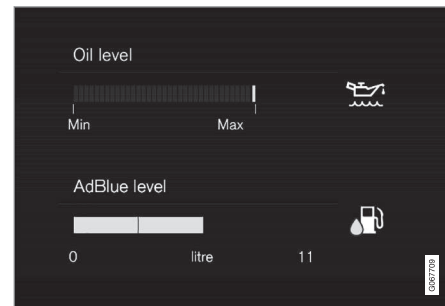 Oil level
Min Max
AdBlue level
0 litre 11
G067709